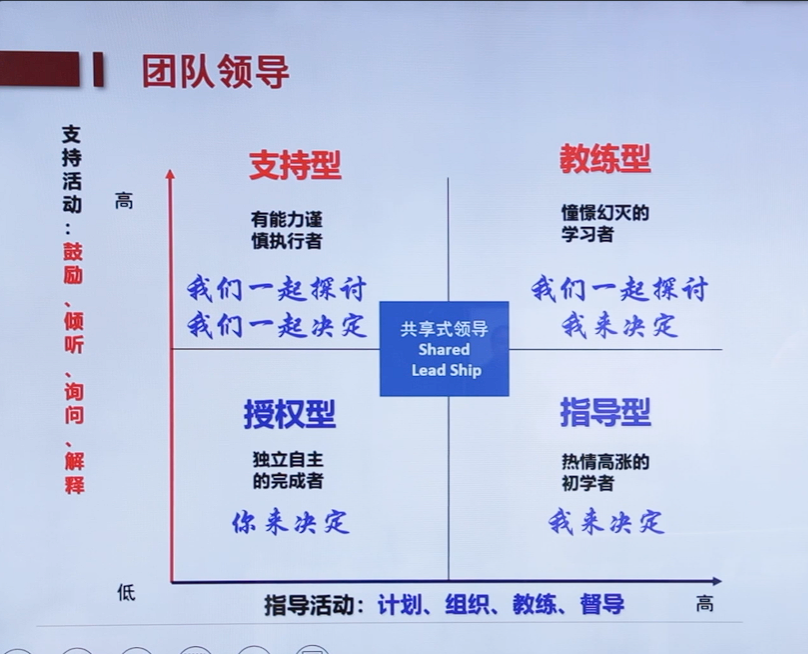 团队领导
支持活动：鼓励、倾听、询问、解释
高
支持型
有能力谨
慎执行者
我们一起探讨
我们一起决定
教练型
憧憬幻灭的
学习者
我们一起探讨
我来决定
共享式领导
Shared
Lead Ship
授权型
独立自主
的完成者
你来决定
指导型
热情高涨的
初学者
我来决定
低
指导活动：计划、组织、教练、督导
高